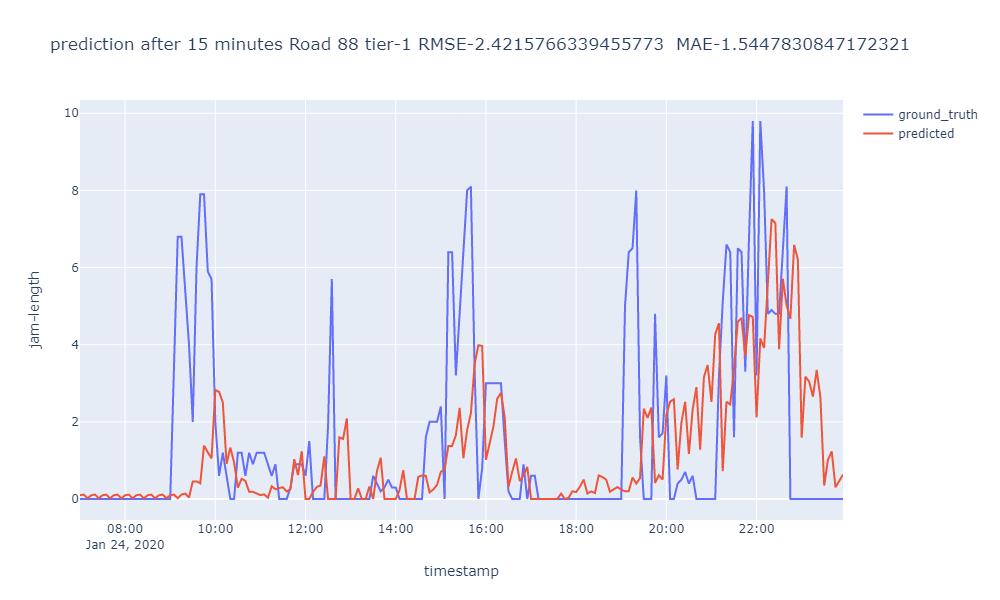 prediction after 15 minutes Road 88 tier-1 RMSE-2.4215766339455773  MAE-1.5447830847172321
ground_truth
predicted
10
8
6
4
2
0
jam-length
08:00 10:00 12:00 14:00 16:00 18:00 20:00 22:00
Jan 24, 2020
timestamp